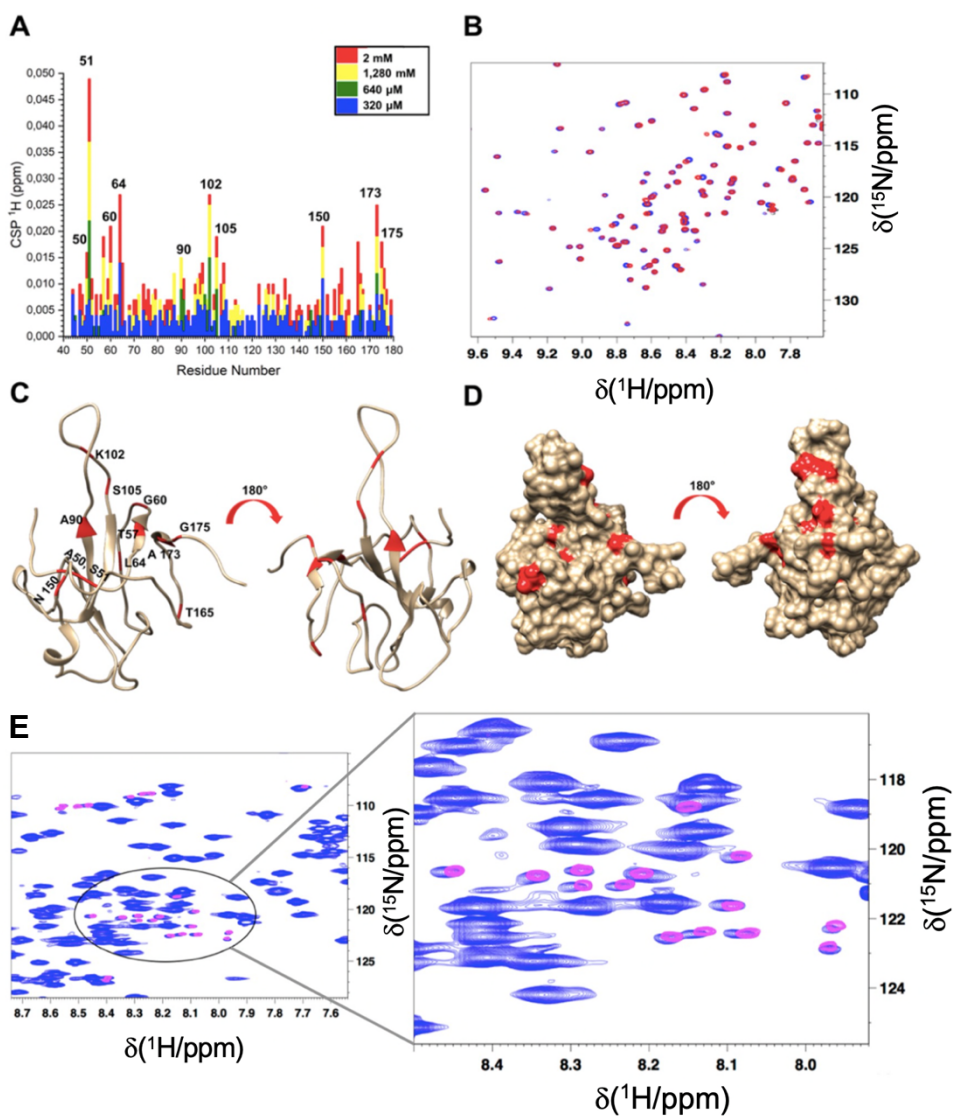 A
51
2 mM
1,280 mM
640 µM
320 µM
0,050
0,045
0,040
0,035
0,030
0,025
0,020
0,015
0,010
0,005
0,000
CSP ¹H (ppm)
50
60
64
90
102
105
150
173
175
40 50 60 70 80 90 100 110 120 130 140 150 160 170 180
Residue Number
B
110
115
120
125
130
δ(¹⁵N/ppm)
9.6 9.4 9.2 9.0 8.8 8.6 8.4 8.2 8.0 7.8
δ(¹H/ppm)
C
K102
S105
G60
A90
T57
G175
A 173
L64
A50, S51
N 150
T165
180°
D
180°
E
110
115
120
125
δ(¹⁵N/ppm)
8.7 8.6 8.5 8.4 8.3 8.2 8.1 8.0 7.9 7.8 7.7 7.6
δ(¹H/ppm)
118
120
122
124
δ(¹⁵N/ppm)
8.4 8.3 8.2 8.1 8.0
δ(¹H/ppm)